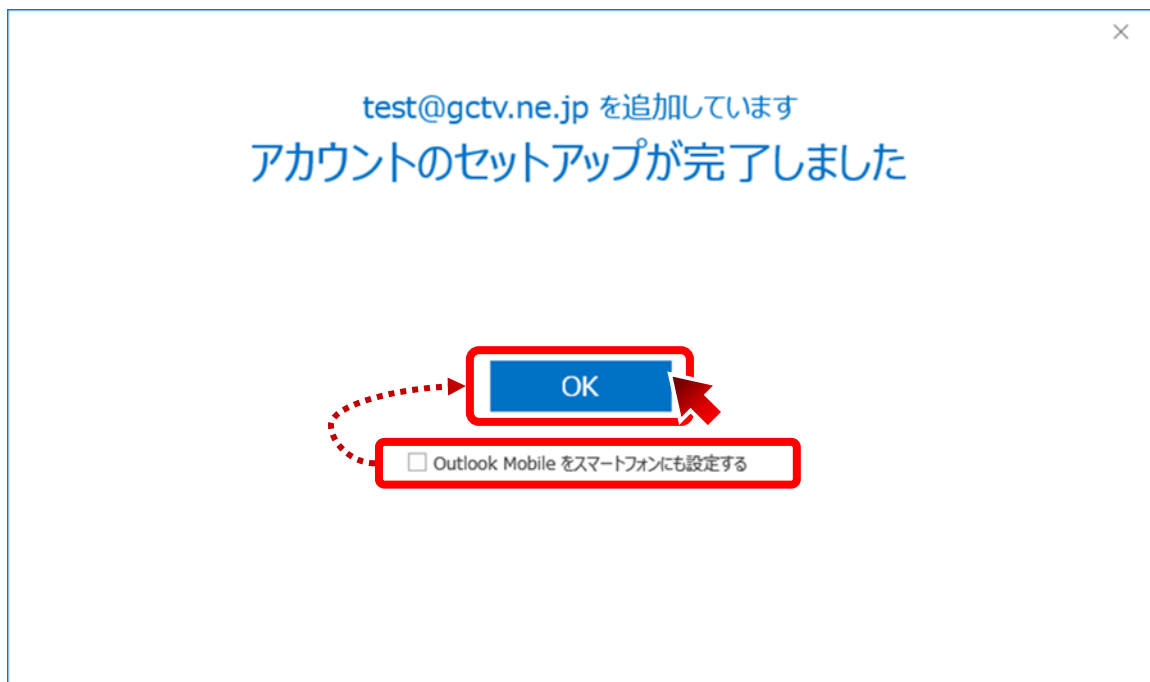 test@gctv.ne.jp を追加しています
アカウントのセットアップが完了しました
OK
Outlook Mobile をスマートフォンにも設定する